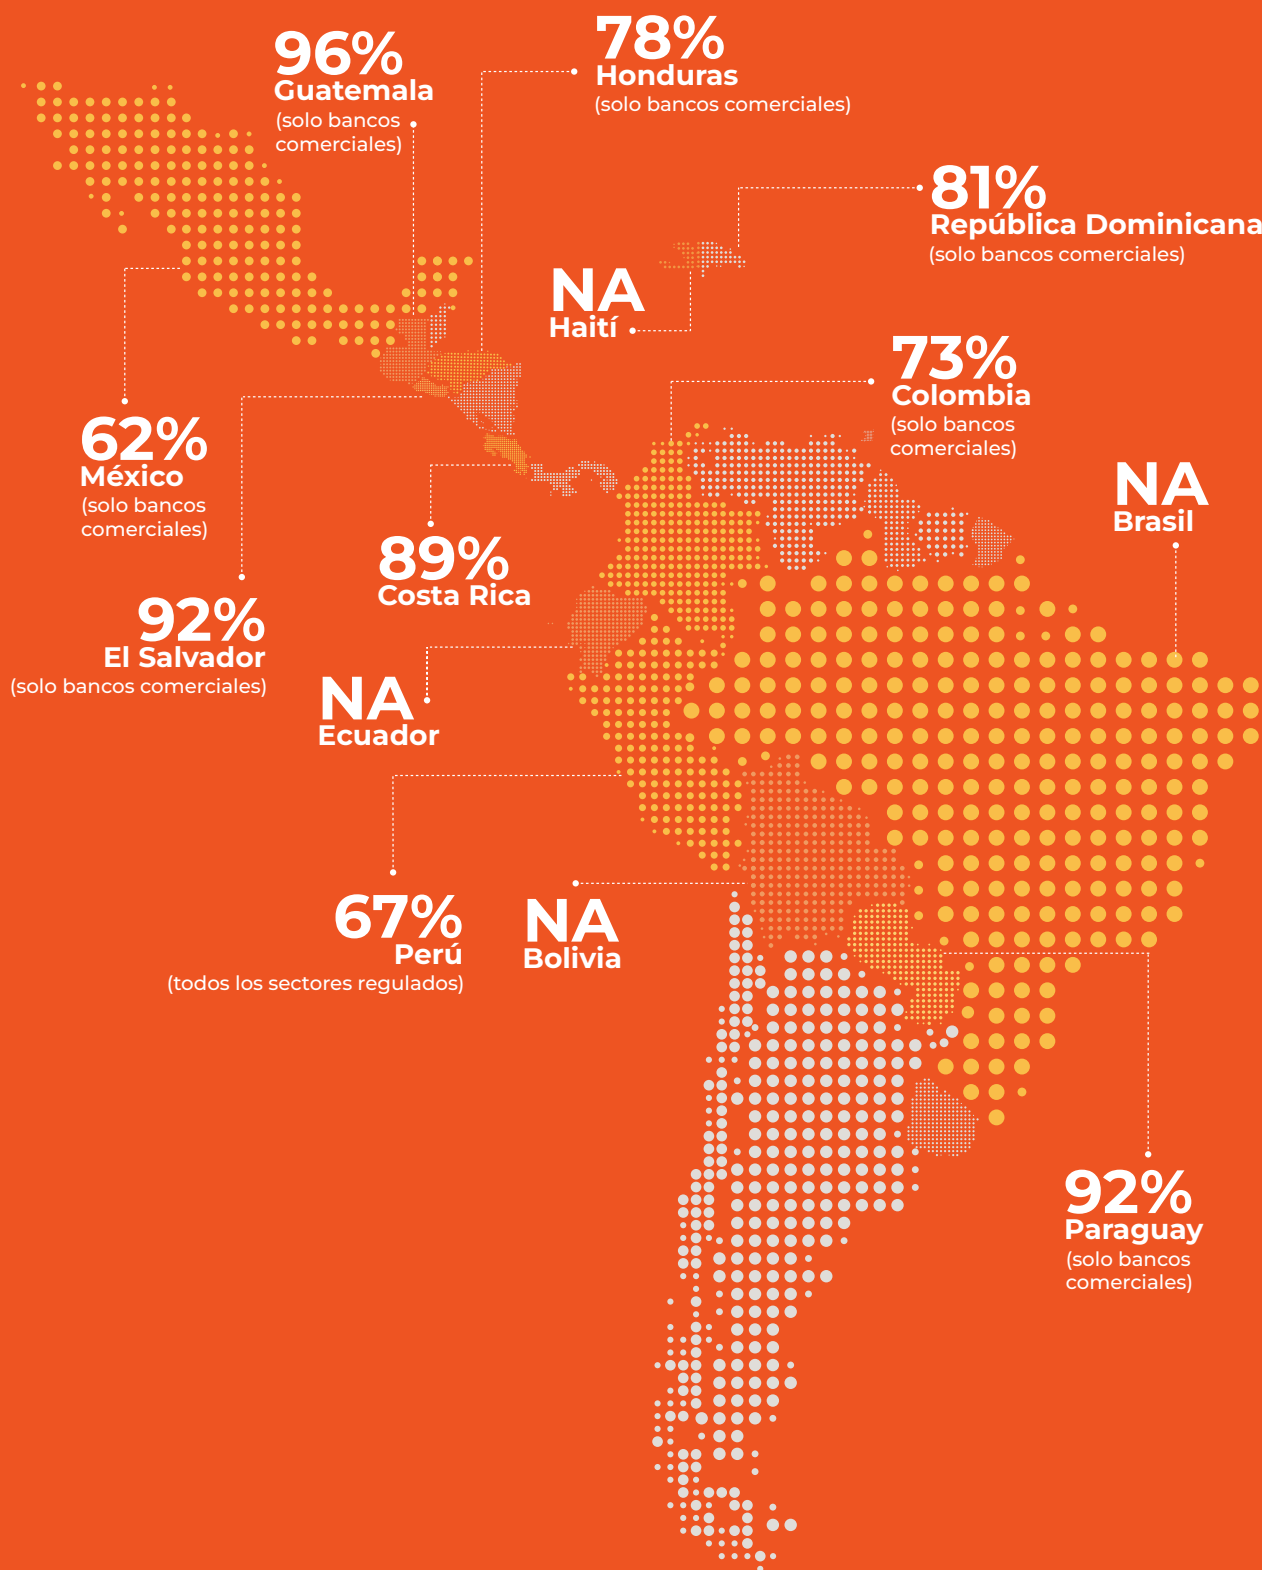 96%
Guatemala
(solo bancos
comerciales)
78%
Honduras
(solo bancos comerciales)
81%
República Dominicana
(solo bancos comerciales)
NA
Haití
73%
Colombia
(solo bancos
comerciales)
62%
México
(solo bancos
comerciales)
NA
Brasil
89%
Costa Rica
92%
El Salvador
(solo bancos comerciales)
NA
Ecuador
67%
Perú
(todos los sectores regulados)
NA
Bolivia
92%
Paraguay
(solo bancos
comerciales)